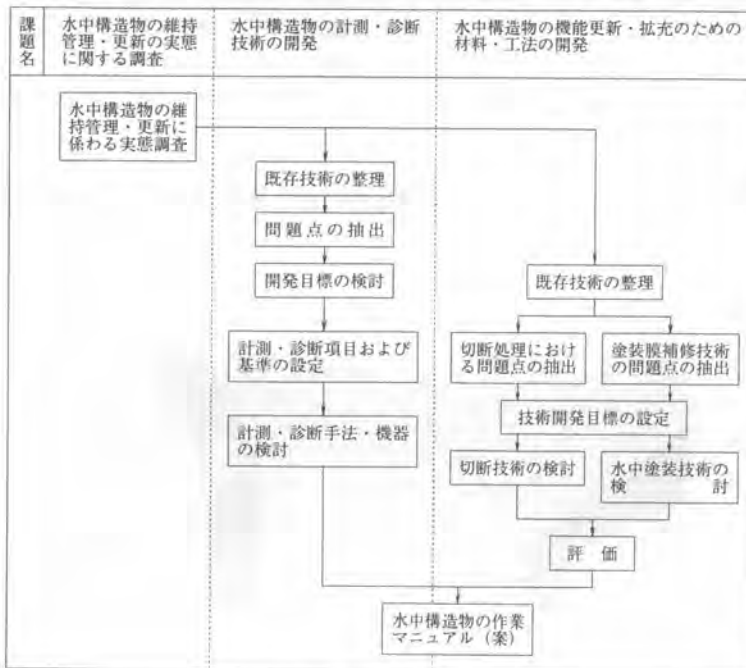 課題名
水中構造物の維持
管理・更新の実態
に関する調査
水中構造物の計測・診断
技術の開発
水中構造物の機能更新・拡充のための
材料・工法の開発
水中構造物の維
持管理・更新に
係わる実態調査
既存技術の整理
問題点の抽出
開発目標の検討
計測・診断項目および
基準の設定
計測・診断手法・機器
の検討
既存技術の整理
切断処理におけ
る問題点の抽出
塗装膜補修技術
の問題点の抽出
技術開発目標の設定
切断技術の検討
水中塗装技術の
検討
評価
水中構造物の作業
マニュアル（案）